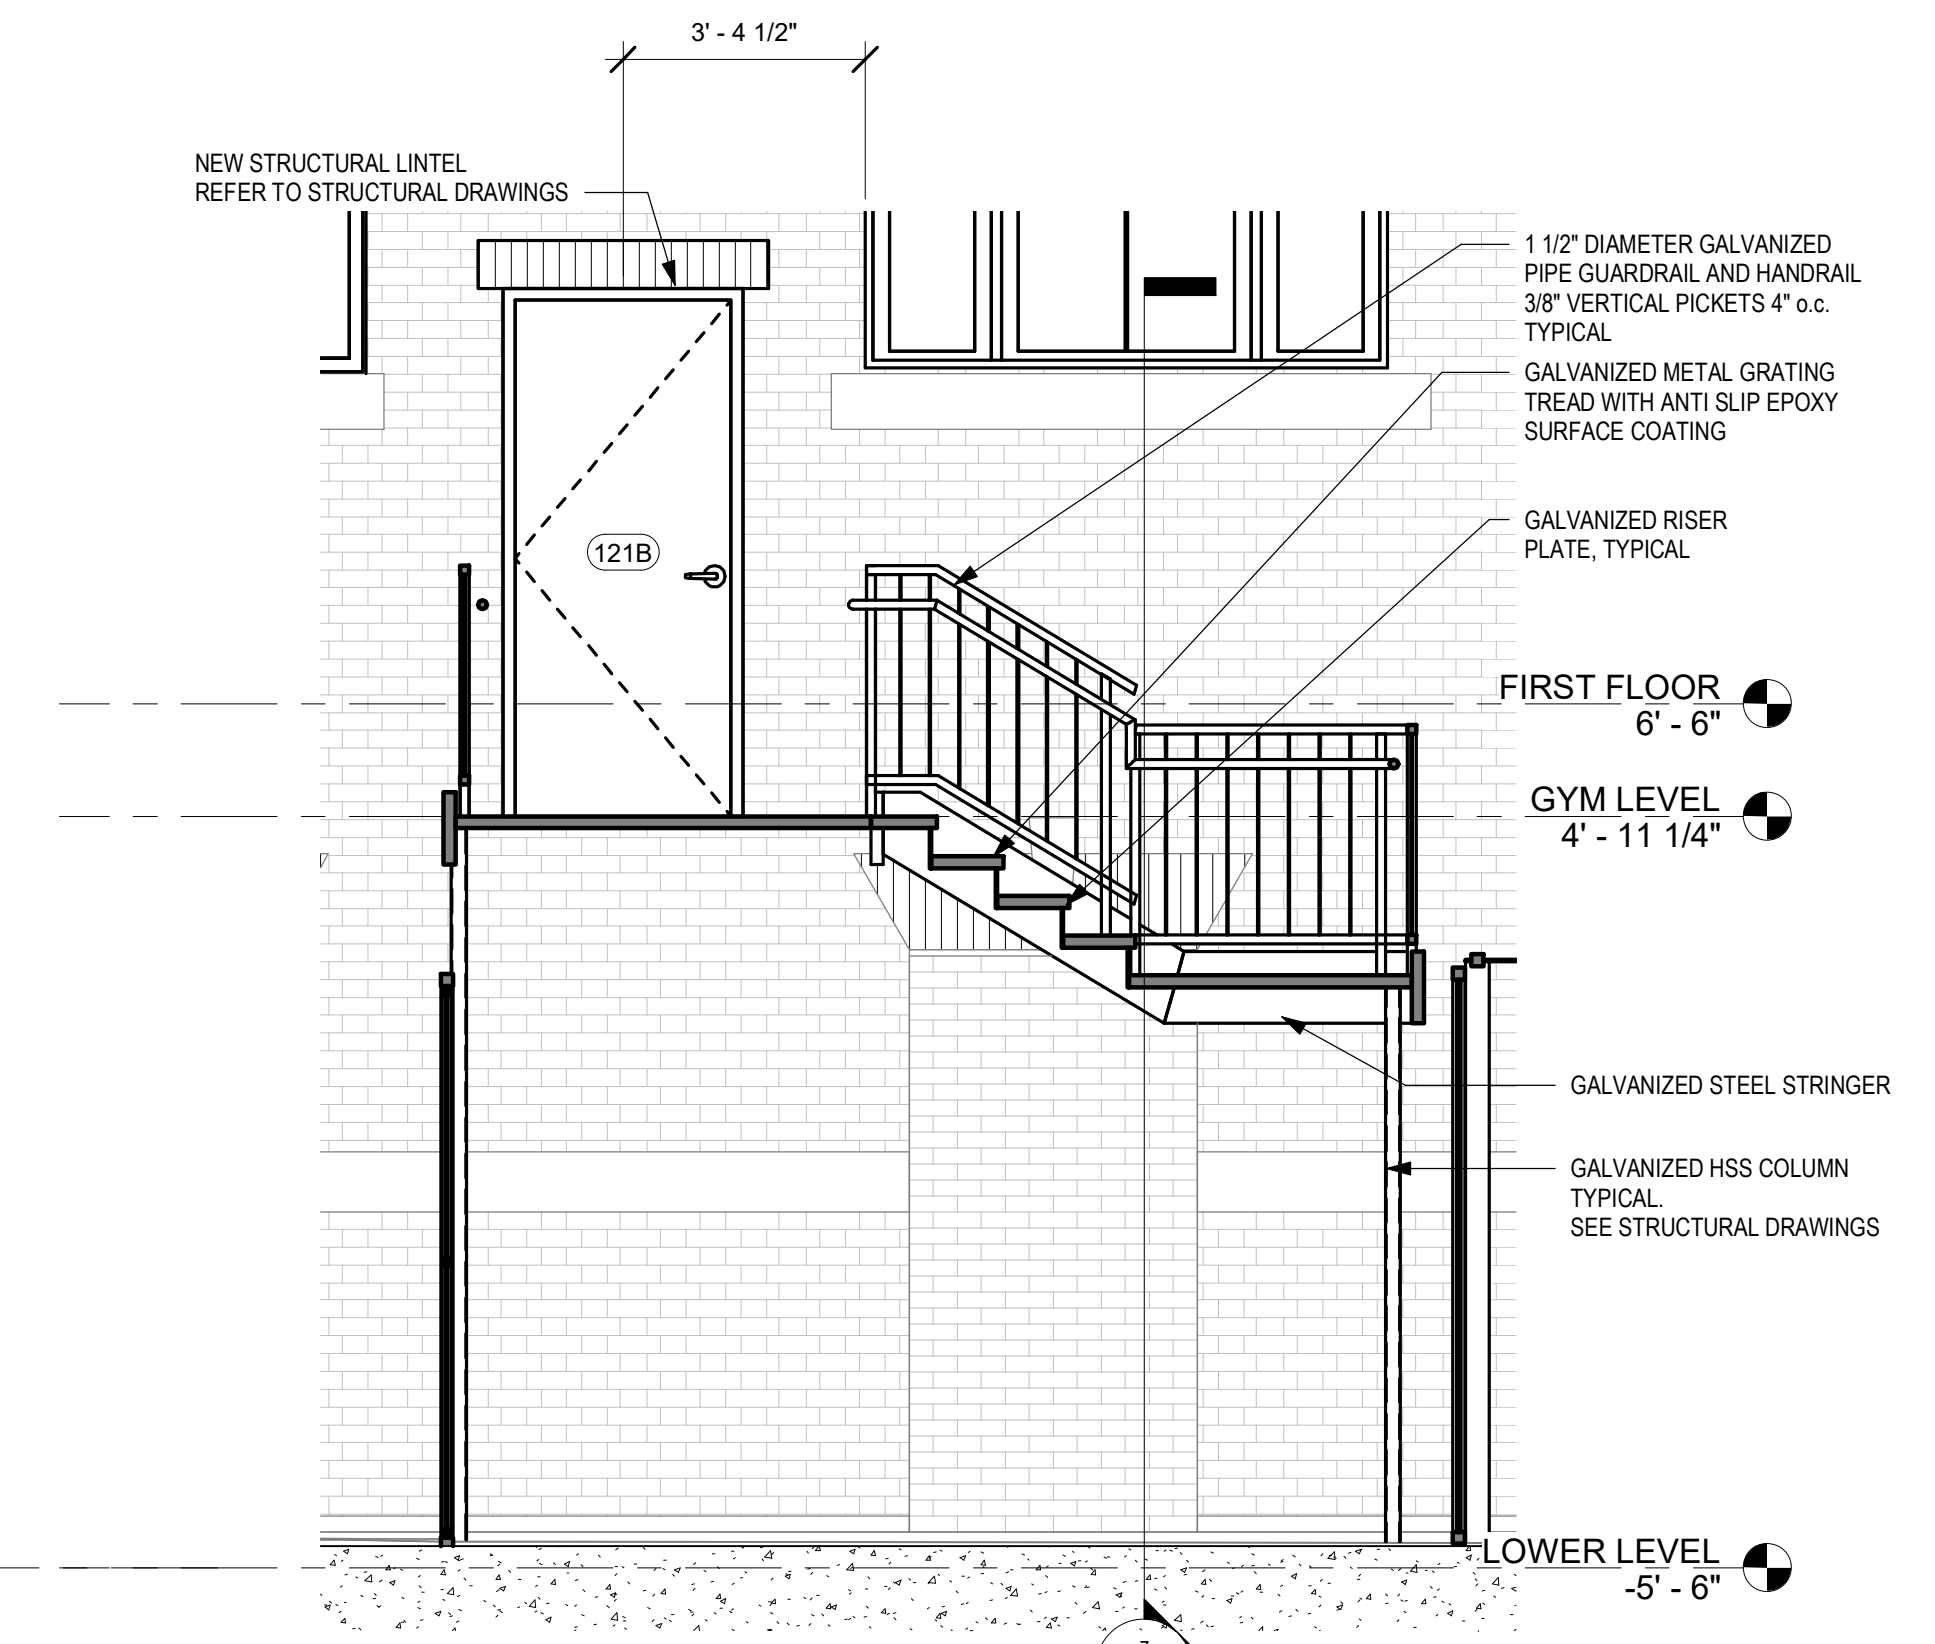 3' - 4 1/2"
NEW STRUCTURAL LINTEL
REFER TO STRUCTURAL DRAWINGS
1 1/2" DIAMETER GALVANIZED
PIPE GUARDRAIL AND HANDRAIL
3/8" VERTICAL PICKETS 4" o.c.
TYPICAL
GALVANIZED METAL GRATING
TREAD WITH ANTI SLIP EPOXY
SURFACE COATING
GALVANIZED RISER
PLATE, TYPICAL
121B
FIRST FLOOR
6' - 6"
GYM LEVEL
4' - 11 1/4"
GALVANIZED STEEL STRINGER
GALVANIZED HSS COLUMN
TYPICAL.
SEE STRUCTURAL DRAWINGS
LOWER LEVEL
-5' - 6"